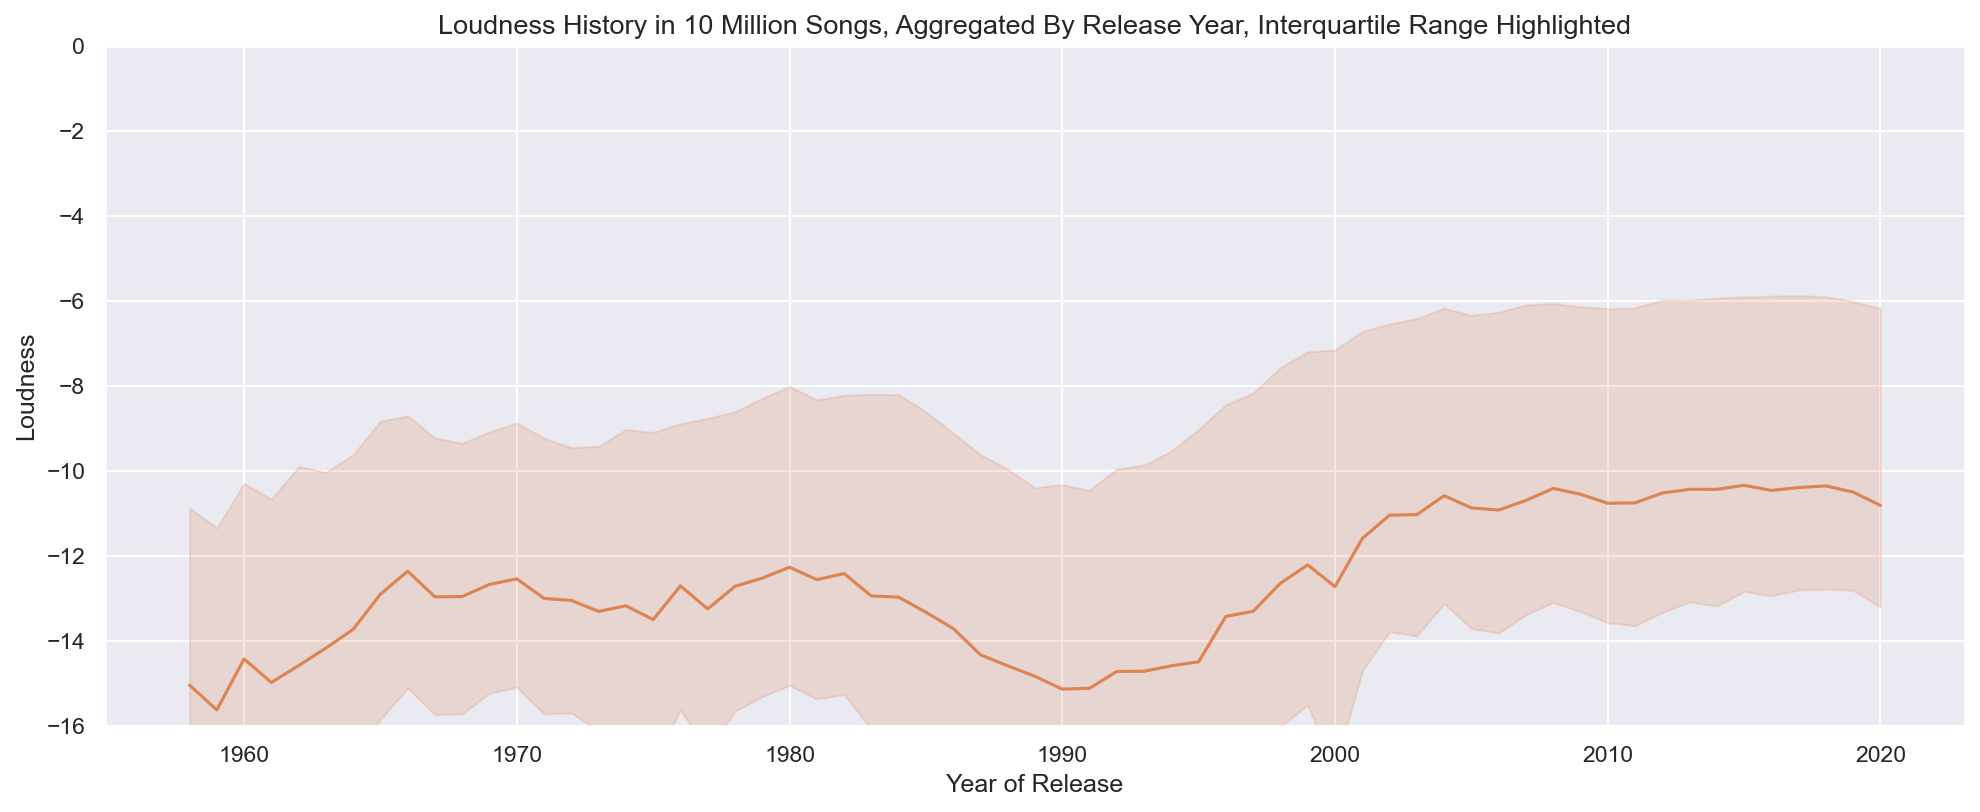 Loudness History in 10 Million Songs, Aggregated By Release Year, Interquartile Range Highlighted
0
−2
−4
−6
−8
−10
−12
−14
−16
Loudness
1960 1970 1980 1990 2000 2010 2020
Year of Release